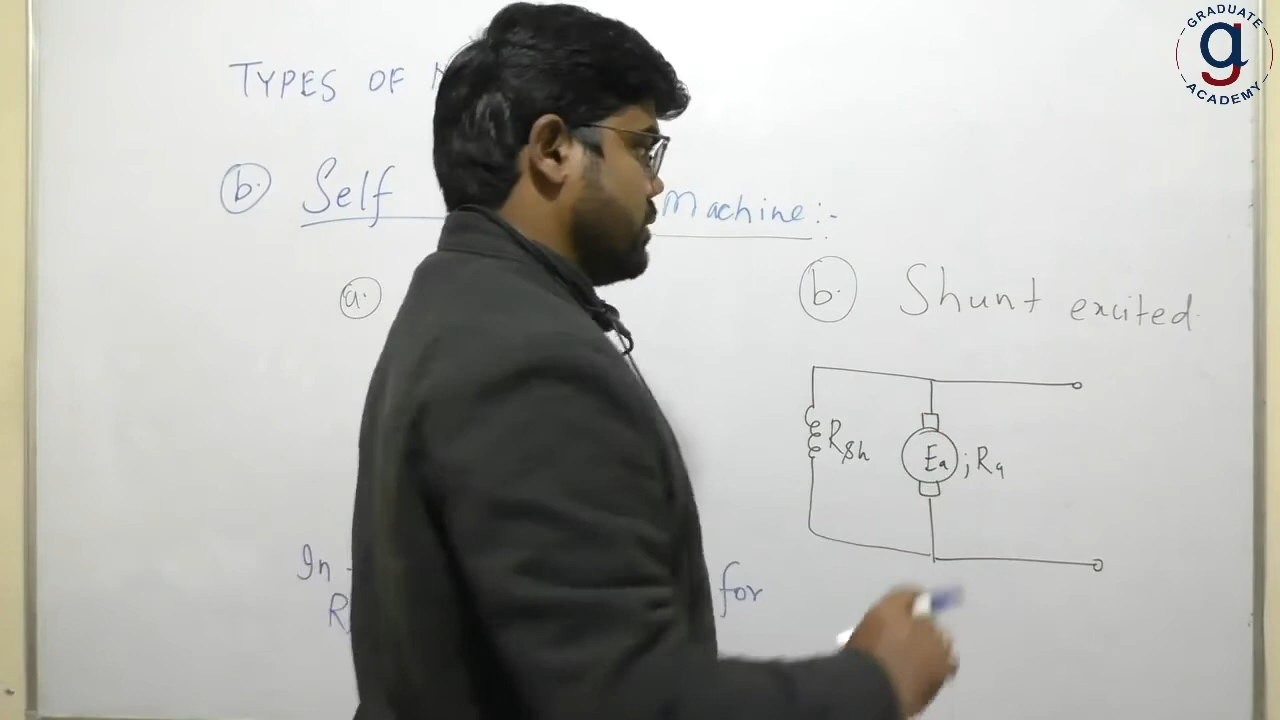 GRADUATE
ACADEMY
TYPES OF
b. Self Machine:-
a.
b. Shunt excited.
Rsh
Ea ; Ra
In
for
R